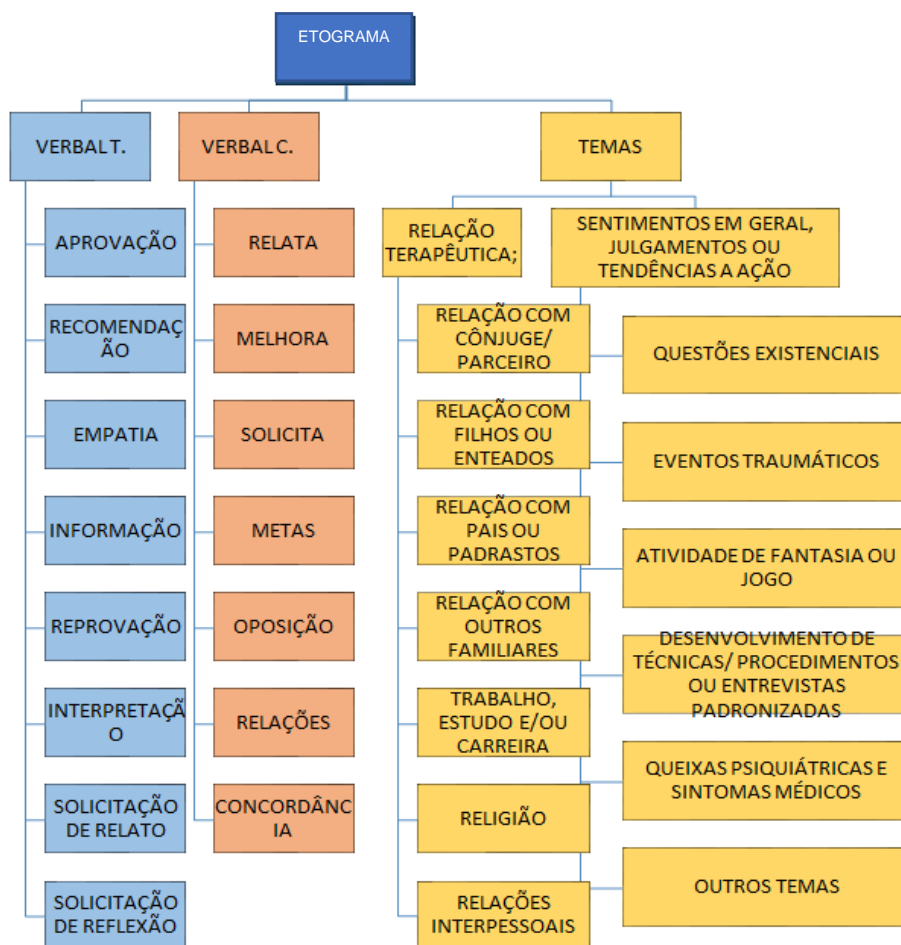 ETOGRAMA
VERBAL T.
VERBAL C.
TEMAS
APROVAÇÃO
RECOMENDAÇ
ÃO
EMPATIA
INFORMAÇÃO
REPROVAÇÃO
INTERPRETAÇÃ
O
SOLICITAÇÃO
DE RELATO
SOLICITAÇÃO
DE REFLEXÃO
RELATA
MELHORA
SOLICITA
METAS
OPOSIÇÃO
RELAÇÕES
CONCORDÂNC
IA
RELAÇÃO
TERAPÊUTICA;
RELAÇÃO COM
CÔNJUGE/
PARCEIRO
RELAÇÃO COM
FILHOS OU
ENTEADOS
RELAÇÃO COM
PAIS OU
PADRASTOS
RELAÇÃO COM
OUTROS
FAMILIARES
TRABALHO,
ESTUDO E/OU
CARREIRA
RELIGIÃO
RELAÇÕES
INTERPESSOAIS
SENTIMENTOS EM GERAL,
JULGAMENTOS OU
TENDÊNCIAS A AÇÃO
QUESTÕES EXISTENCIAIS
EVENTOS TRAUMÁTICOS
ATIVIDADE DE FANTASIA OU
JOGO
DESENVOLVIMENTO DE
TÉCNICAS/ PROCEDIMENTOS
OU ENTREVISTAS
PADRONIZADAS
QUEIXAS PSIQUIÁTRICAS E
SINTOMAS MÉDICOS
OUTROS TEMAS